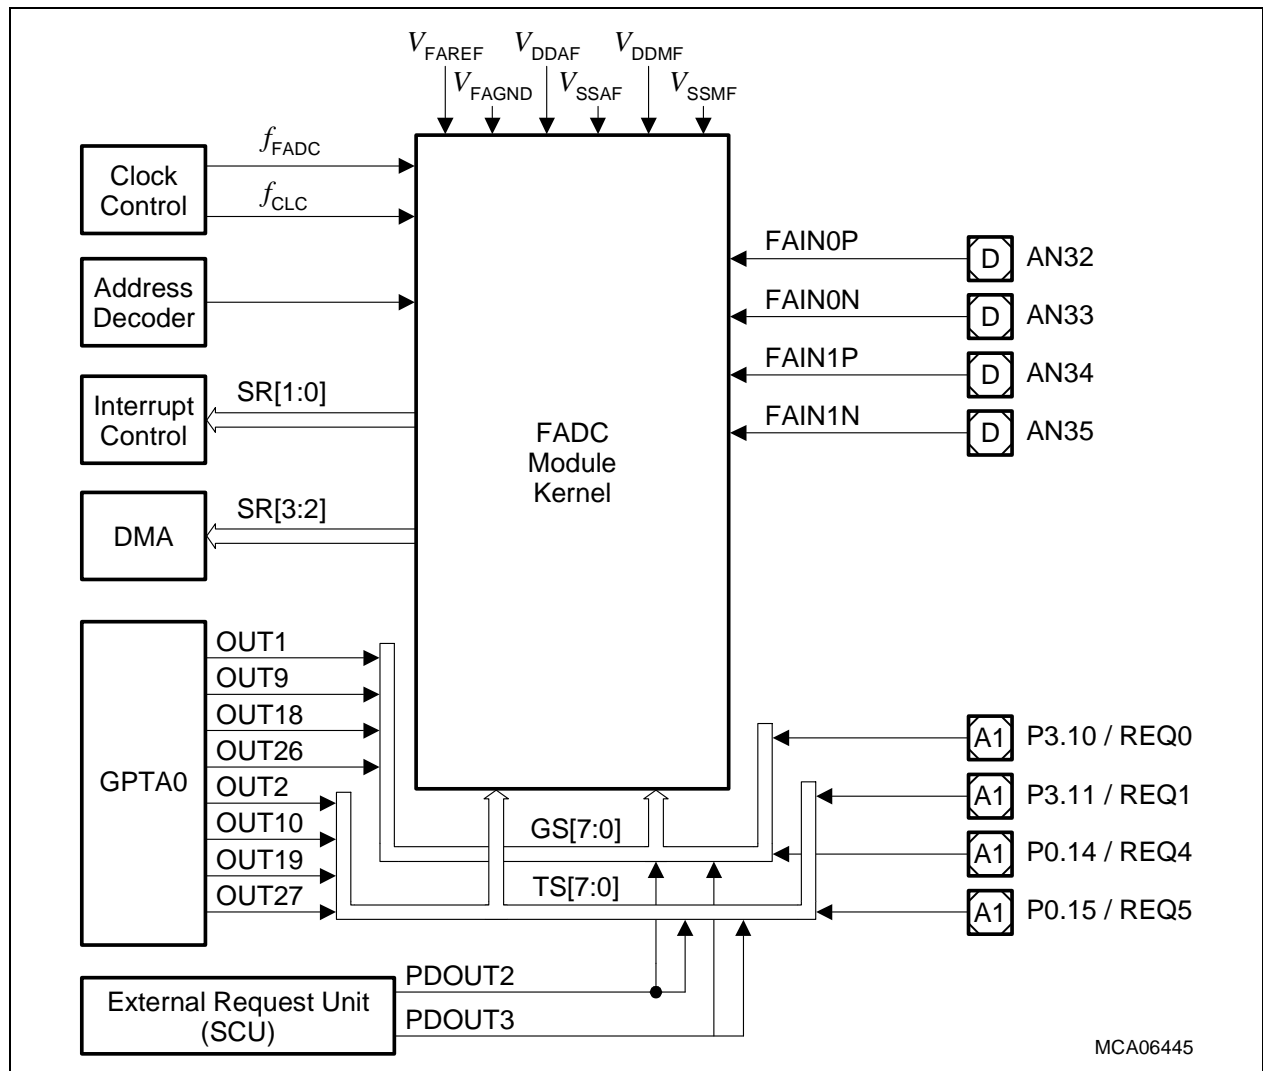 VFAREF VDDAF VDDMF
VFAGND VSSAF VSSMF
Clock
Control
fFADC
fCLC
Address
Decoder
Interrupt
Control
SR[1:0]
DMA
SR[3:2]
FADC
Module
Kernel
FAIN0P D AN32
FAIN0N D AN33
FAIN1P D AN34
FAIN1N D AN35
GPTA0
OUT1
OUT9
OUT18
OUT26
OUT2
OUT10
OUT19
OUT27
GS[7:0]
TS[7:0]
A1 P3.10 / REQ0
A1 P3.11 / REQ1
A1 P0.14 / REQ4
A1 P0.15 / REQ5
External Request Unit
(SCU)
PDOUT2
PDOUT3
MCA06445